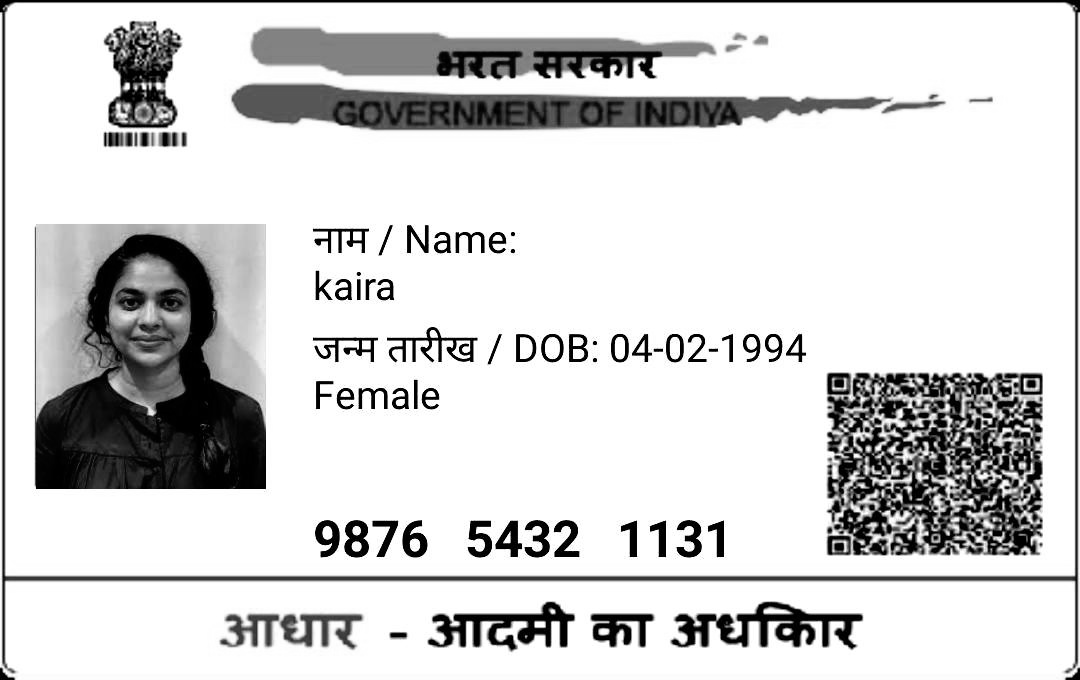 भरत सरकार
GOVERNMENT OF INDIYA
नाम / Name:
kaira
जन्म तारीख / DOB: 04-02-1994
Female
9876 5432 1131
आधार - आदमी का अधकिार